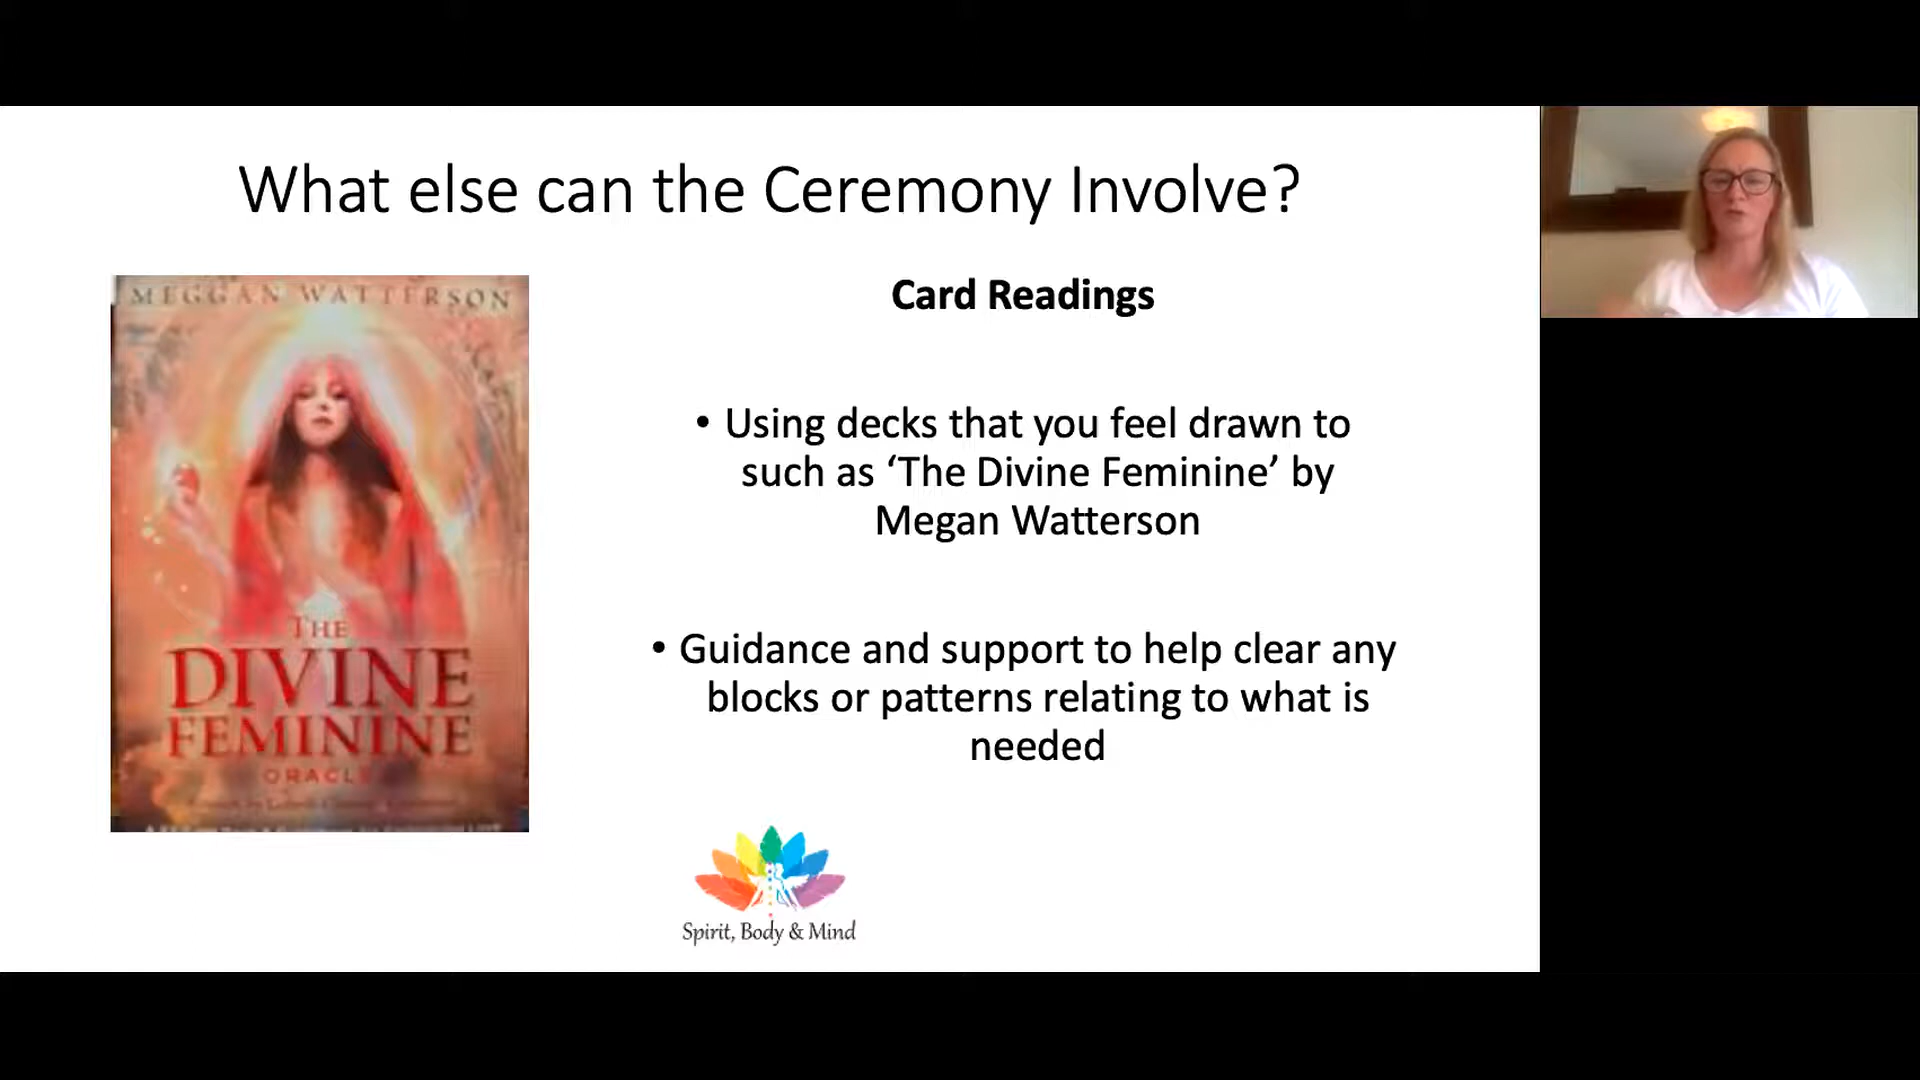 What else can the Ceremony Involve?
MEGGAN WATTERSON
THE
DIVINE
FEMININE
ORACLE
Card Readings
• Using decks that you feel drawn to
such as ‘The Divine Feminine’ by
Megan Watterson
• Guidance and support to help clear any
blocks or patterns relating to what is
needed
Spirit, Body & Mind